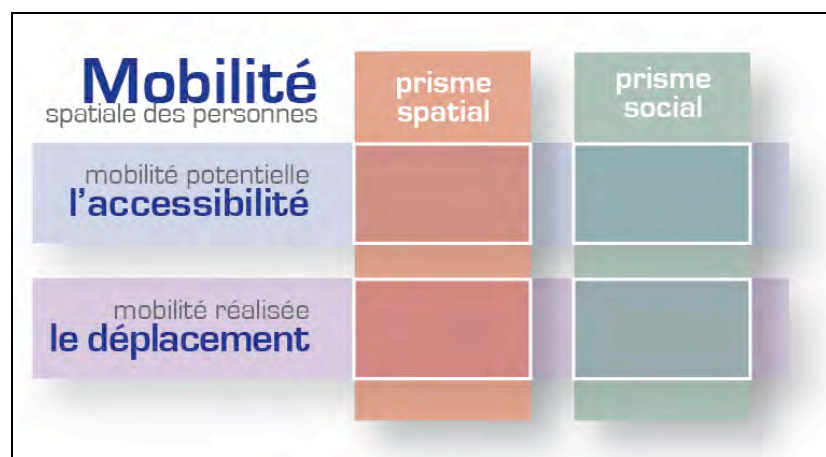 Mobilité
spatiale des personnes
prisme
spatial
prisme
social
mobilité potentielle
l'accessibilité
mobilité réalisée
le déplacement